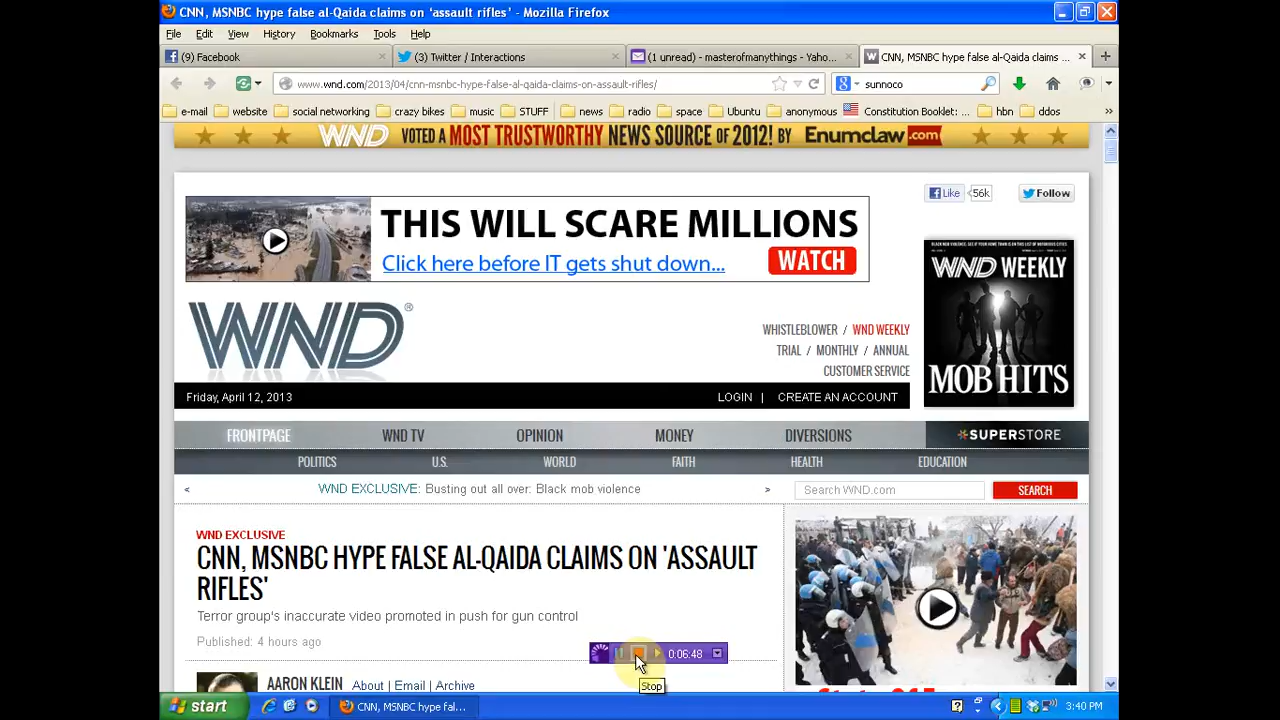 CNN, MSNBC hype false al-Qaida claims on ‘assault rifles’ - Mozilla Firefox
File Edit View History Bookmarks Tools Help
(9) Facebook
(3) Twitter / Interactions
(1 unread) - masterofmanythings - Yahoo...
CNN, MSNBC hype false al-Qaida claims ...
www.wnd.com/2013/04/cnn-msnbc-hype-false-al-qaida-claims-on-assault-rifles/
sunnoco
e-mail website social networking crazy bikes music STUFF news radio space Ubuntu anonymous Constitution Booklet:... hbn ddos
WND VOTED A MOST TRUSTWORTHY NEWS SOURCE OF 2012! BY Enumclaw.com
Like 56k
Follow
THIS WILL SCARE MILLIONS
Click here before IT gets shut down...
WATCH
WND WEEKLY
MOB HITS
WND®
WHISTLEBLOWER / WND WEEKLY
TRIAL / MONTHLY / ANNUAL
CUSTOMER SERVICE
Friday, April 12, 2013
LOGIN | CREATE AN ACCOUNT
FRONTPAGE WND TV OPINION MONEY DIVERSIONS SUPERSTORE
POLITICS U.S. WORLD FAITH HEALTH EDUCATION
< WND EXCLUSIVE: Busting out all over: Black mob violence >
Search WND.com SEARCH
WND EXCLUSIVE
CNN, MSNBC HYPE FALSE AL-QAIDA CLAIMS ON 'ASSAULT
RIFLES'
Terror group's inaccurate video promoted in push for gun control
Published: 4 hours ago
0:06:48
Stop
AARON KLEIN About | Email | Archive
start
CNN, MSNBC hype fal...
3:40 PM